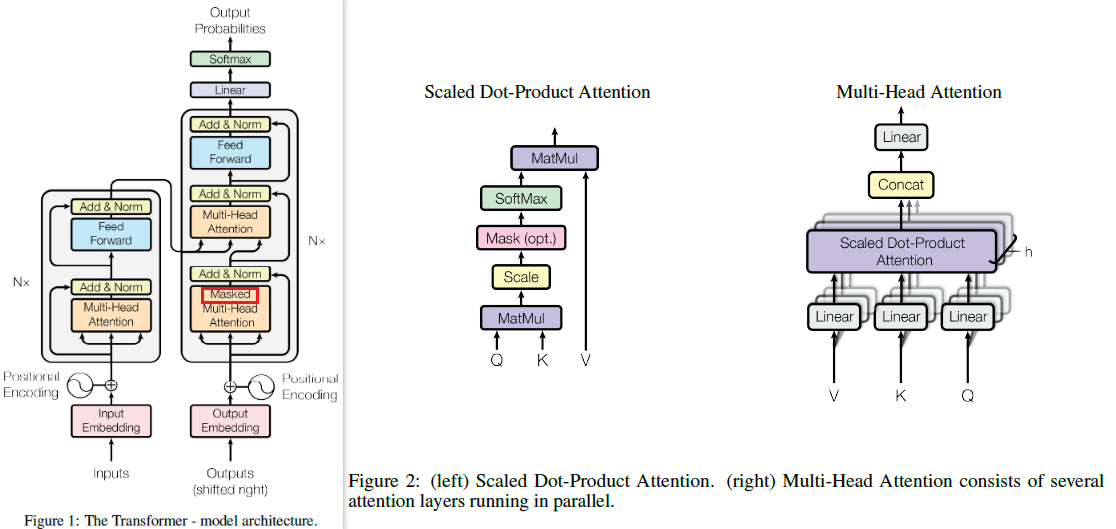 Output
Probabilities
Softmax
Linear
Add & Norm
Feed
Forward
Add & Norm
Multi-Head
Attention
Nx
Add & Norm
Masked
Multi-Head
Attention
Positional
Encoding
Output
Embedding
Outputs
(shifted right)
Add & Norm
Feed
Forward
Nx
Add & Norm
Multi-Head
Attention
Positional
Encoding
Input
Embedding
Inputs
Figure 1: The Transformer - model architecture.
Scaled Dot-Product Attention
MatMul
SoftMax
Mask (opt.)
Scale
MatMul
Q K V
Multi-Head Attention
Linear
Concat
Scaled Dot-Product
Attention
h
Linear Linear Linear
V K Q
Figure 2: (left) Scaled Dot-Product Attention. (right) Multi-Head Attention consists of several
attention layers running in parallel.